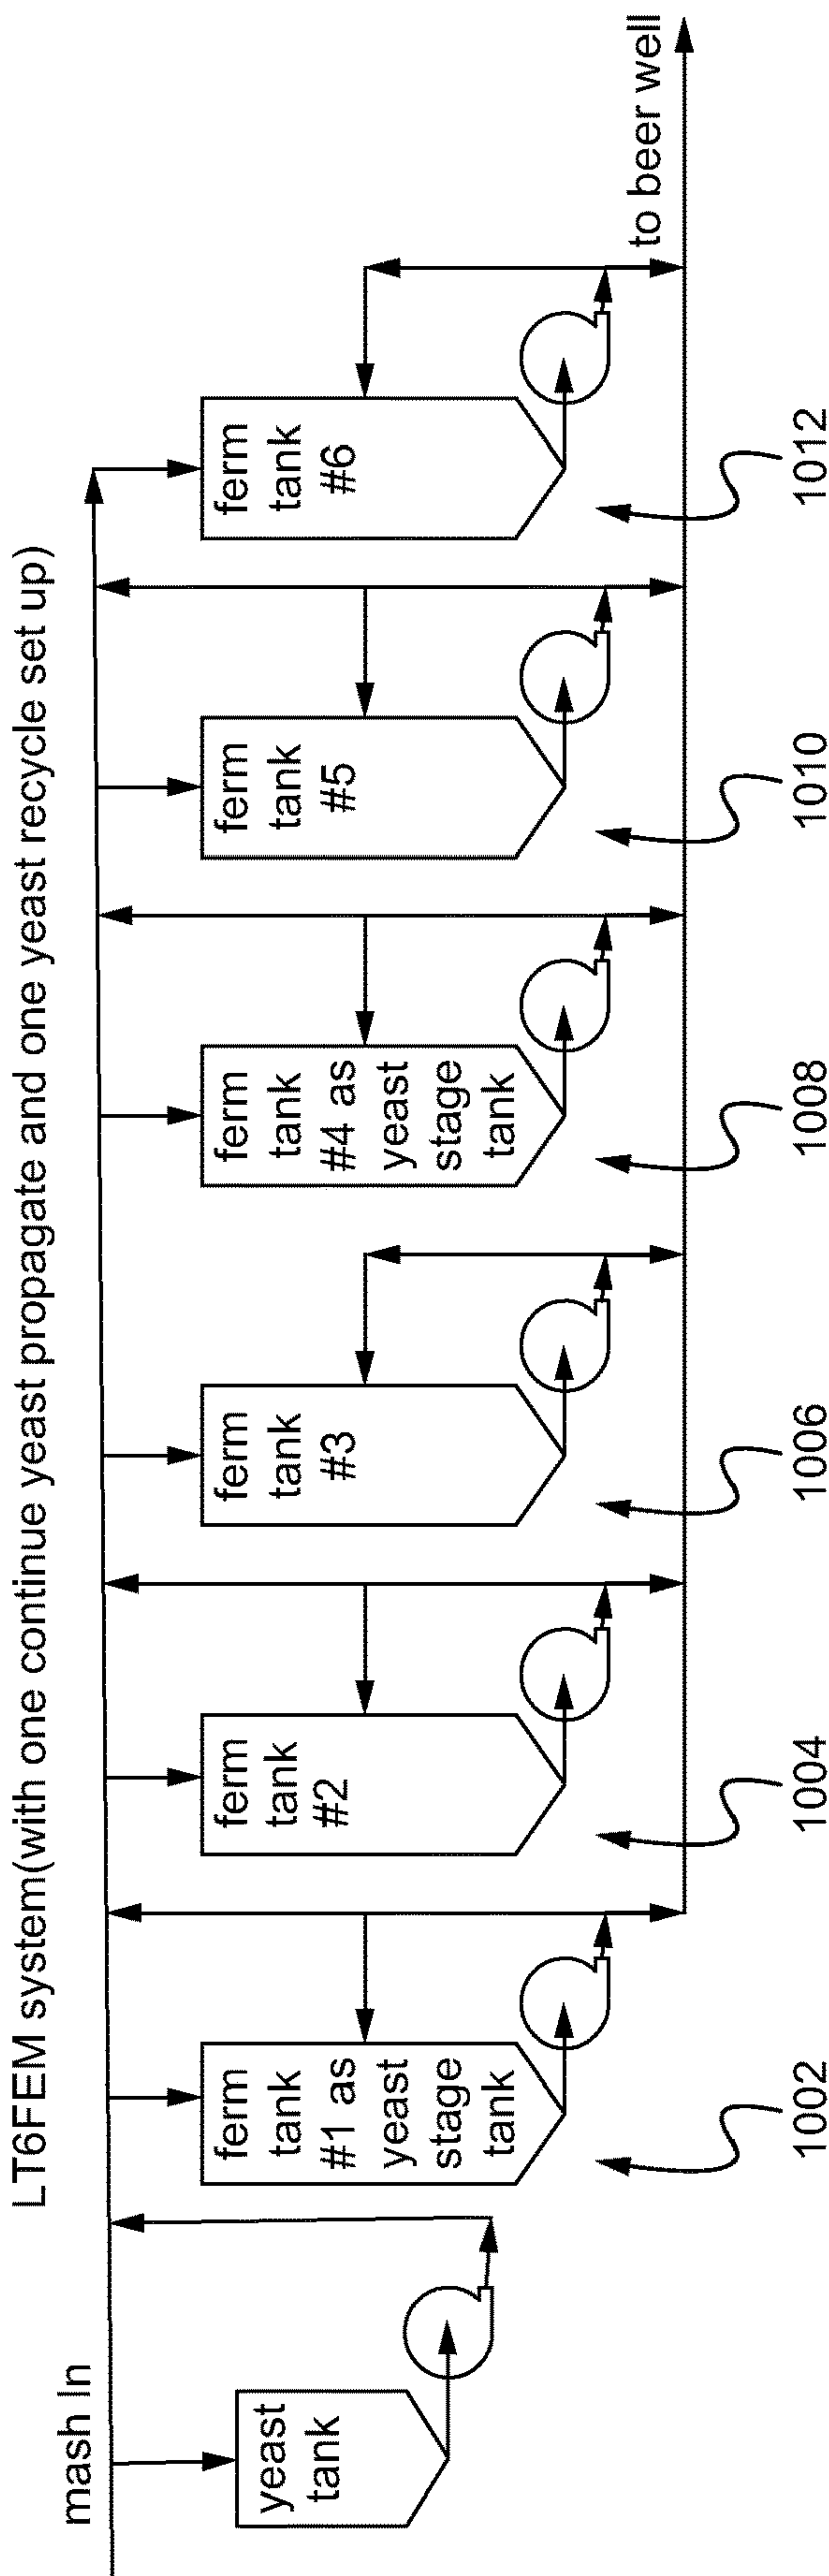 LT6FEM system(with one continue yeast propagate and one yeast recycle set up)
mash In
yeast
tank
ferm
tank
#1 as
yeast
stage
tank
ferm
tank
#2
ferm
tank
#3
ferm
tank
#4 as
yeast
stage
tank
ferm
tank
#5
ferm
tank
#6
to beer well
1002
1004
1006
1008
1010
1012